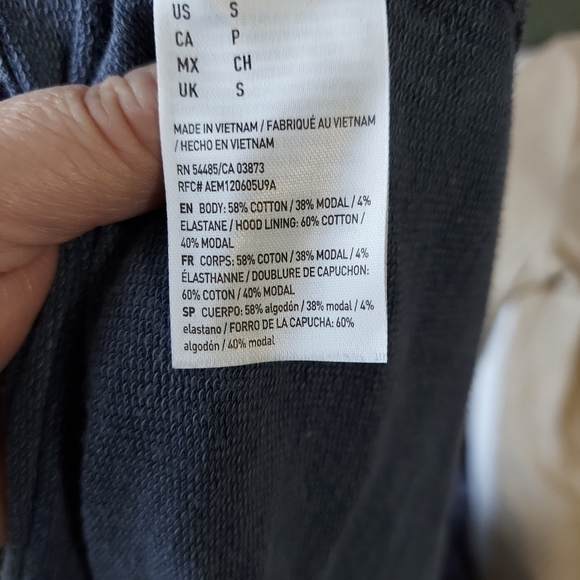 US S
CA P
MX CH
UK S
MADE IN VIETNAM / FABRIQUÉ AU VIETNAM
/ HECHO EN VIETNAM
RN 54485/CA 03873
RFC# AEM120605U9A
EN BODY: 58% COTTON / 38% MODAL / 4%
ELASTANE / HOOD LINING: 60% COTTON /
40% MODAL
FR CORPS: 58% COTON / 38% MODAL / 4%
ÉLASTHANNE / DOUBLURE DE CAPUCHON:
60% COTON / 40% MODAL
SP CUERPO: 58% algodón / 38% modal / 4%
elastano / FORRO DE LA CAPUCHA: 60%
algodón / 40% modal